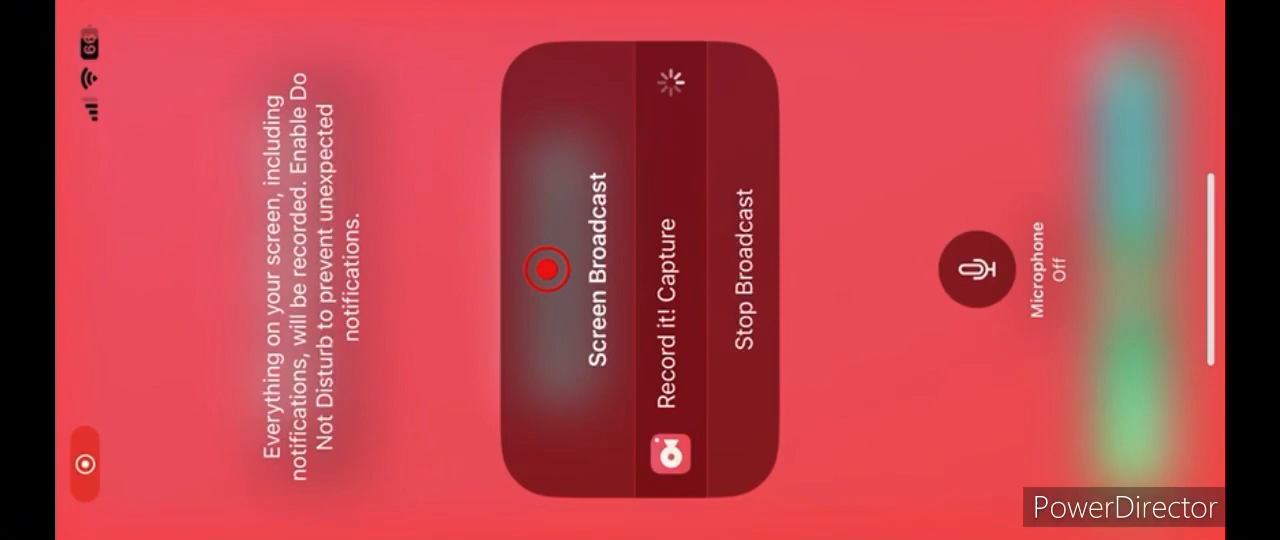 66
Everything on your screen, including
notifications, will be recorded. Enable Do
Not Disturb to prevent unexpected
notifications.
Screen Broadcast
Record it! Capture
Stop Broadcast
Microphone
Off
PowerDirector